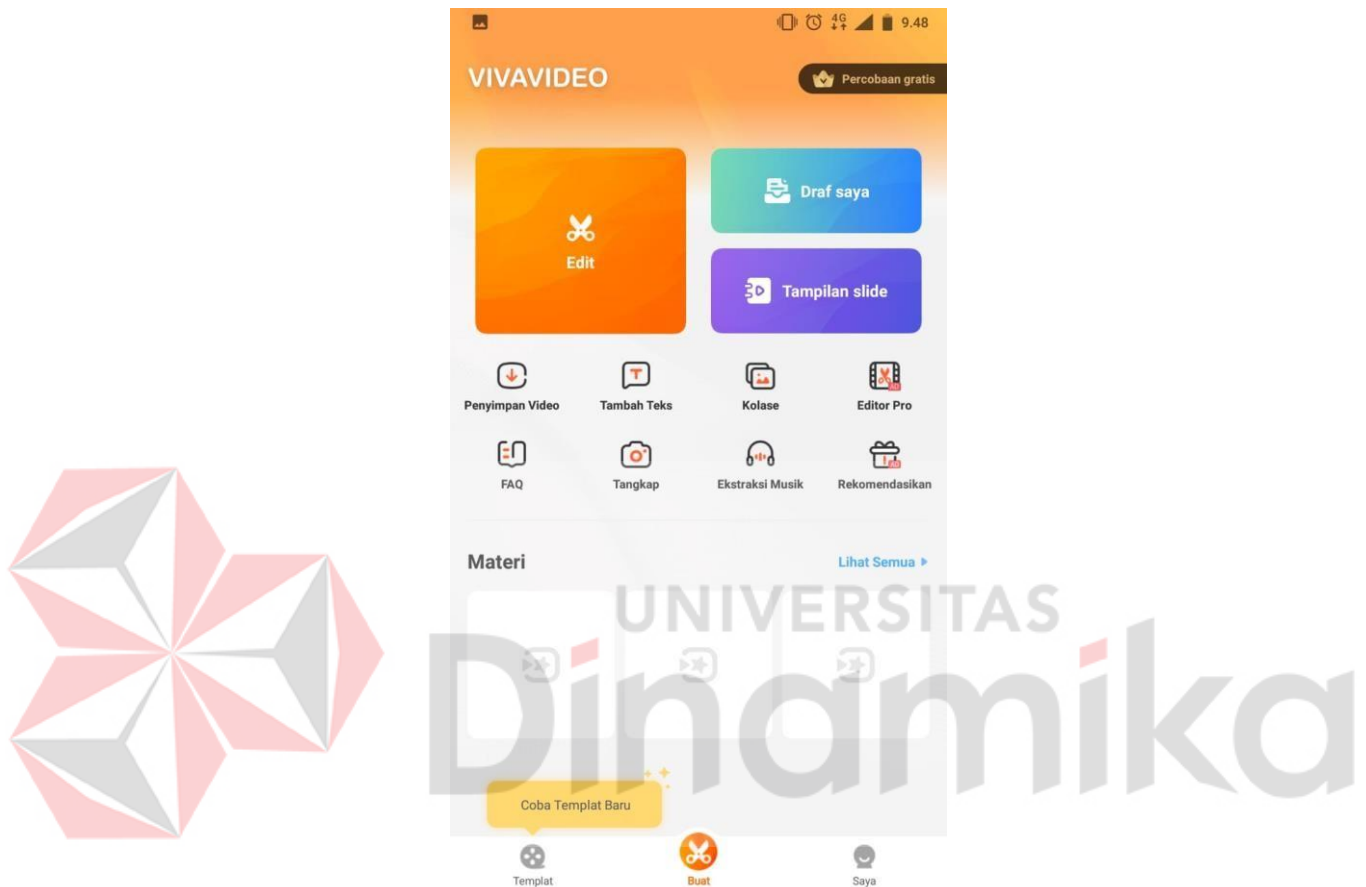 4G 9.48
VIVAVIDEO
Percobaan gratis
Edit
Draf saya
Tampilan slide
Penyimpan Video Tambah Teks Kolase Editor Pro
FAQ Tangkap Ekstraksi Musik Rekomendasikan
Materi Lihat Semua
UNIVERSITAS
Dinamika
Coba Templat Baru
Templat Buat Saya